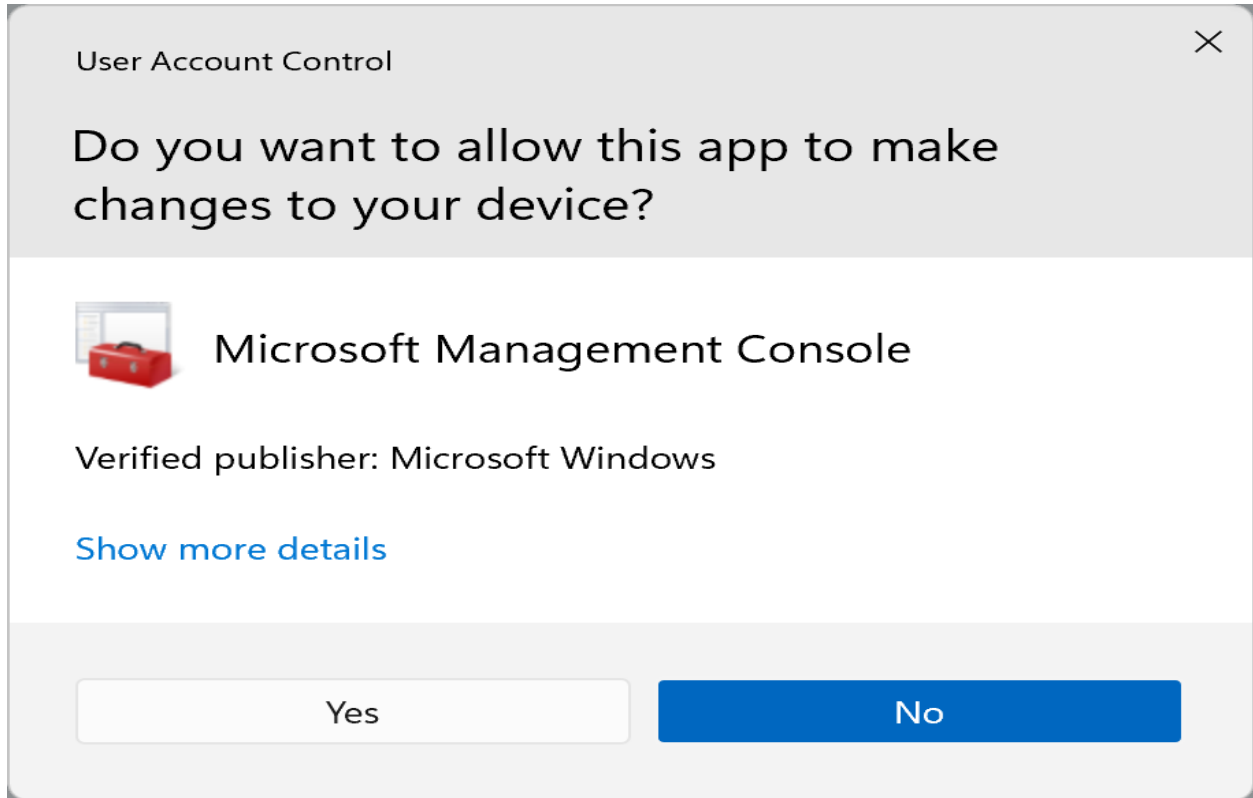 User Account Control
Do you want to allow this app to make
changes to your device?
Microsoft Management Console
Verified publisher: Microsoft Windows
Show more details
Yes
No